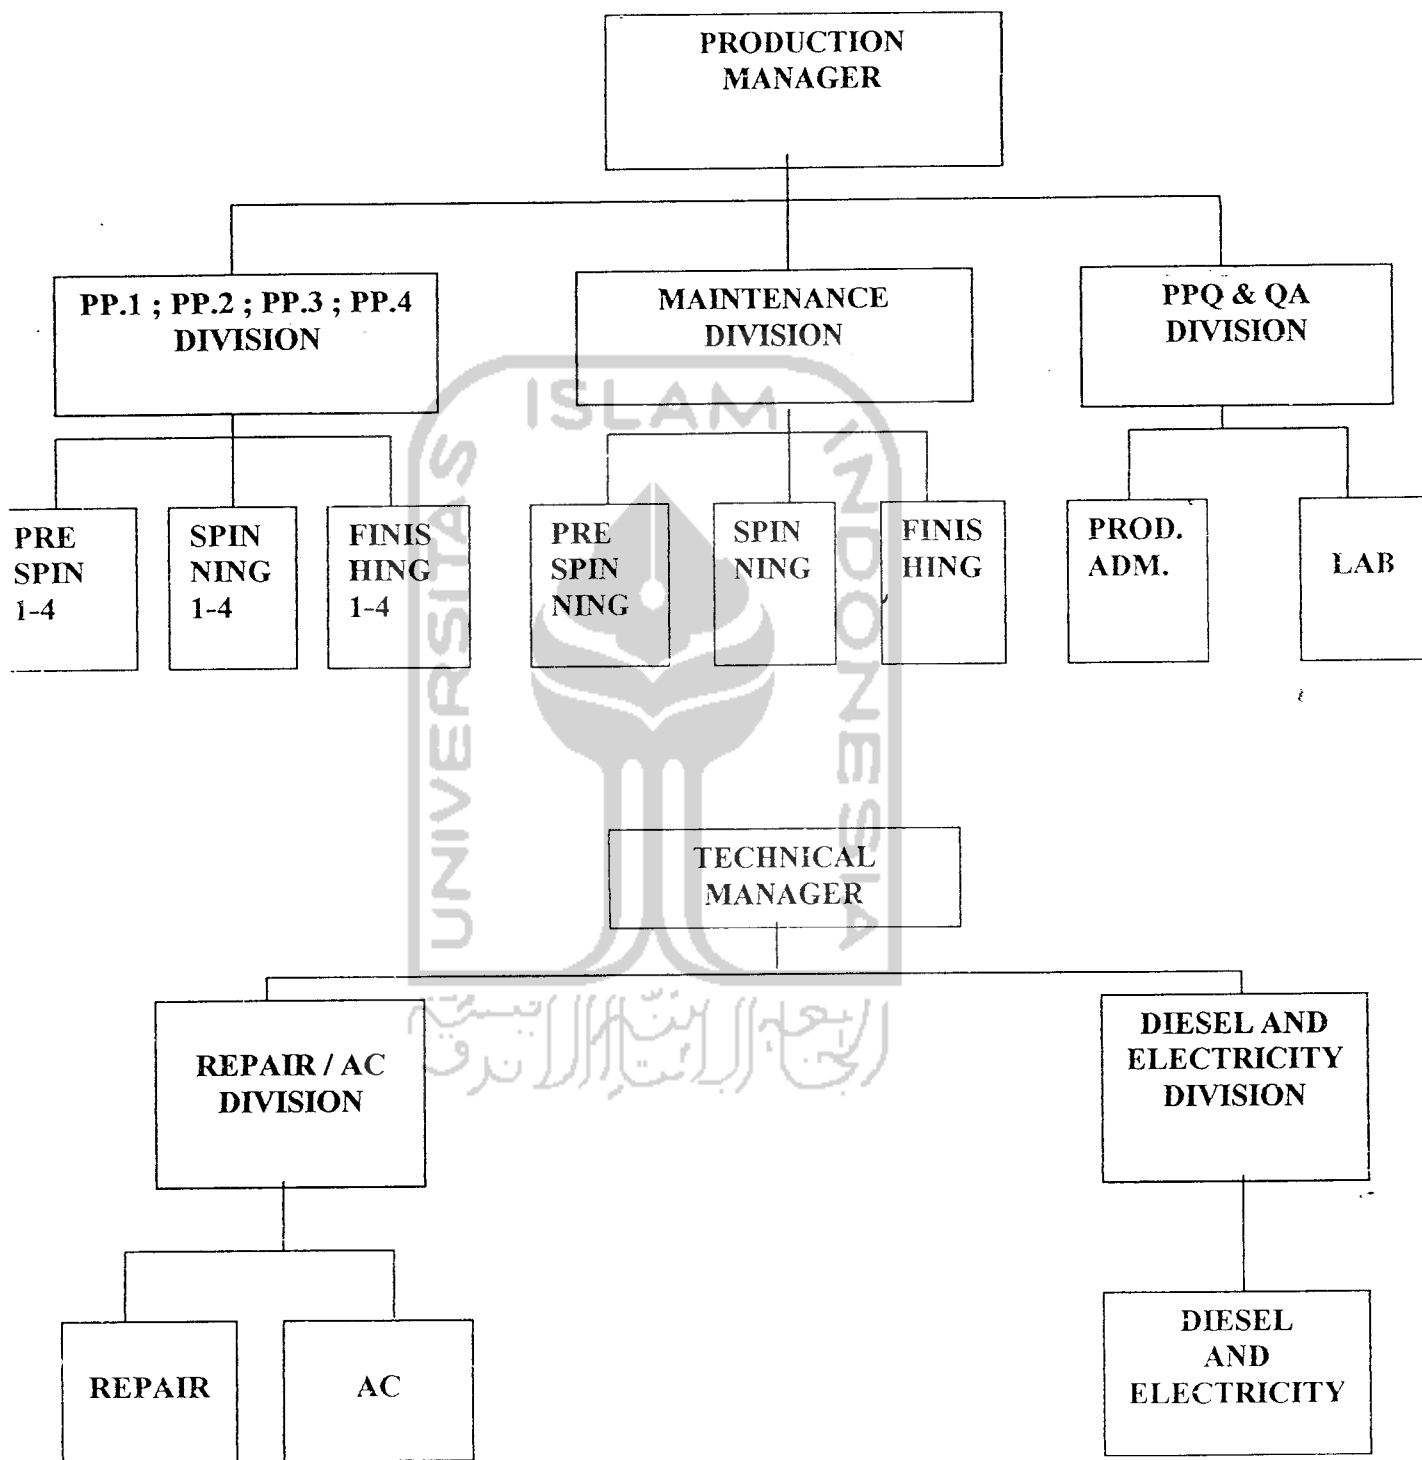 PRODUCTION
MANAGER
PP.1 ; PP.2 ; PP.3 ; PP.4
DIVISION
MAINTENANCE
DIVISION
PPQ & QA
DIVISION
PRE
SPIN
1-4
SPIN
NING
1-4
FINIS
HING
1-4
PRE
SPIN
NING
SPIN
NING
FINIS
HING
PROD.
ADM.
LAB
UNIVERSITAS
ISLAM
INDONESIA
TECHNICAL
MANAGER
REPAIR / AC
DIVISION
DIESEL AND
ELECTRICITY
DIVISION
REPAIR
AC
DIESEL
AND
ELECTRICITY